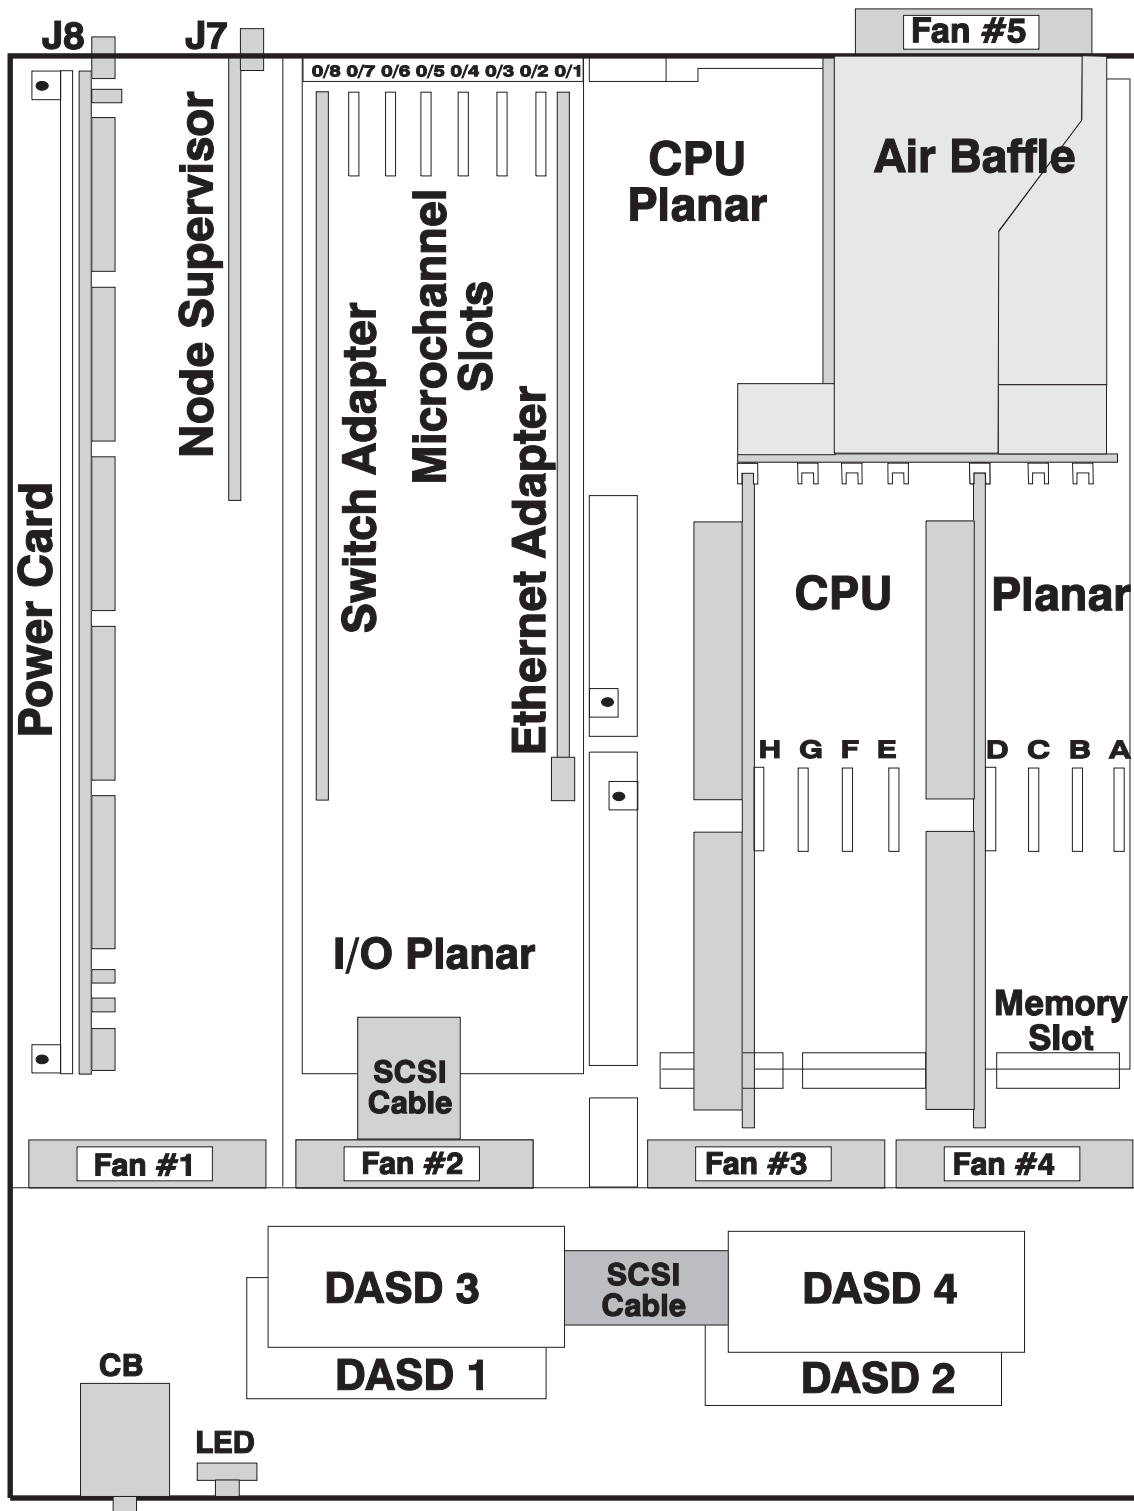 J8
J7
Fan #5
0/8 0/7 0/6 0/5 0/4 0/3 0/2 0/1
CPU
Planar
Air Baffle
Node Supervisor
Microchannel
Slots
Switch Adapter
Ethernet Adapter
Power Card
CPU Planar
H G F E D C B A
I/O Planar
Memory
Slot
SCSI
Cable
Fan #1
Fan #2
Fan #3
Fan #4
DASD 3
SCSI
Cable
DASD 4
DASD 1
DASD 2
CB
LED